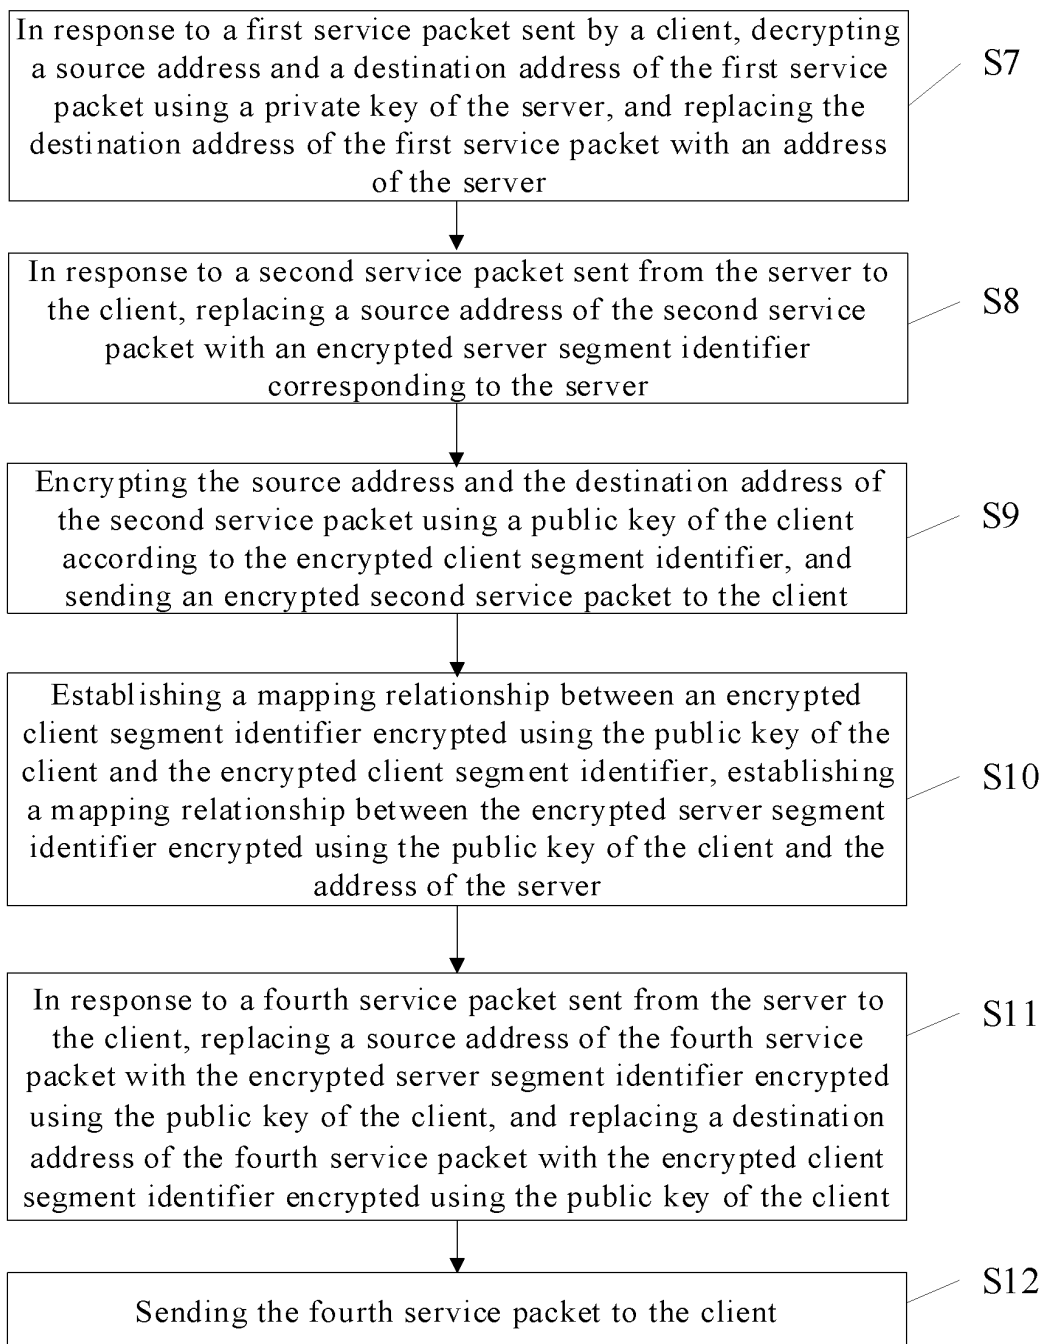 In response to a first service packet sent by a client, decrypting
a source address and a destination address of the first service
packet using a private key of the server, and replacing the
destination address of the first service packet with an address
of the server
S7
In response to a second service packet sent from the server to
the client, replacing a source address of the second service
packet with an encrypted server segment identifier
corresponding to the server
S8
Encrypting the source address and the destination address of
the second service packet using a public key of the client
according to the encrypted client segment identifier, and
sending an encrypted second service packet to the client
S9
Establishing a mapping relationship between an encrypted
client segment identifier encrypted using the public key of the
client and the encrypted client segment identifier, establishing
a mapping relationship between the encrypted server segment
identifier encrypted using the public key of the client and the
address of the server
S10
In response to a fourth service packet sent from the server to
the client, replacing a source address of the fourth service
packet with the encrypted server segment identifier encrypted
using the public key of the client, and replacing a destination
address of the fourth service packet with the encrypted client
segment identifier encrypted using the public key of the client
S11
Sending the fourth service packet to the client
S12